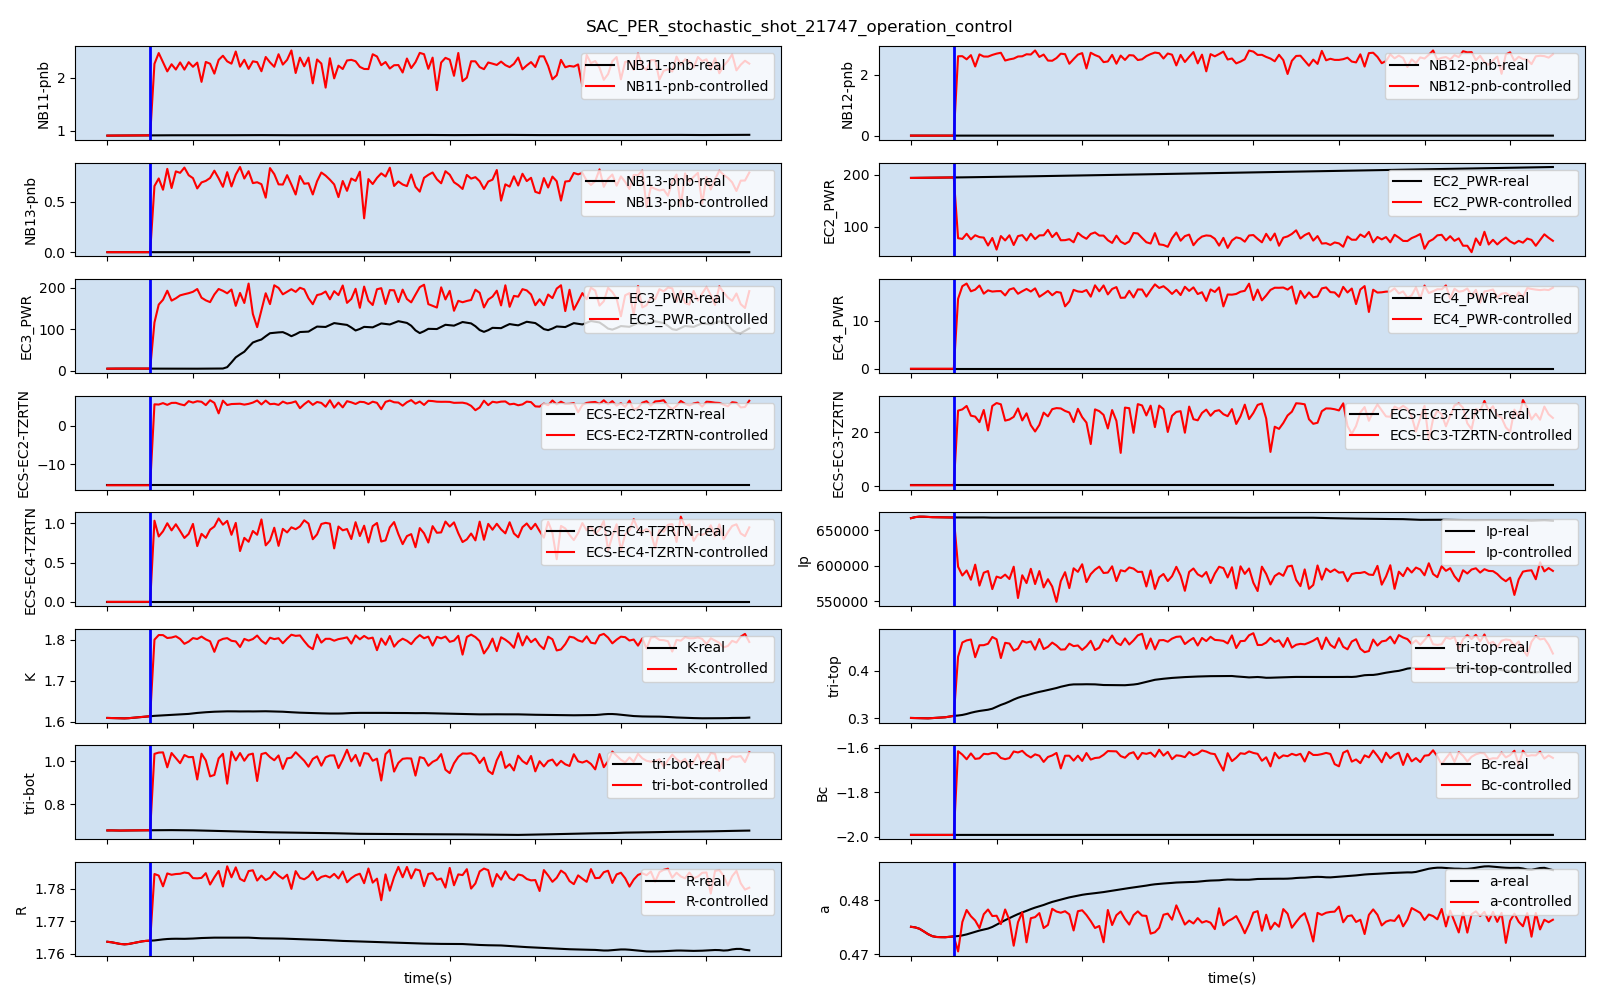 SAC_PER_stochastic_shot_21747_operation_control
NB11-pnb
2
1
NB11-pnb-real
NB11-pnb-controlled
NB12-pnb
2
0
NB12-pnb-real
NB12-pnb-controlled
NB13-pnb
0.5
0.0
NB13-pnb-real
NB13-pnb-controlled
EC2_PWR
200
100
EC2_PWR-real
EC2_PWR-controlled
EC3_PWR
200
100
0
EC3_PWR-real
EC3_PWR-controlled
EC4_PWR
10
0
EC4_PWR-real
EC4_PWR-controlled
ECS-EC2-TZRTN
0
−10
ECS-EC2-TZRTN-real
ECS-EC2-TZRTN-controlled
ECS-EC3-TZRTN
20
0
ECS-EC3-TZRTN-real
ECS-EC3-TZRTN-controlled
ECS-EC4-TZRTN
1.0
0.5
0.0
ECS-EC4-TZRTN-real
ECS-EC4-TZRTN-controlled
Ip
650000
600000
550000
Ip-real
Ip-controlled
K
1.8
1.7
1.6
K-real
K-controlled
tri-top
0.4
0.3
tri-top-real
tri-top-controlled
tri-bot
1.0
0.8
tri-bot-real
tri-bot-controlled
Bc
−1.6
−1.8
−2.0
Bc-real
Bc-controlled
R
1.78
1.77
1.76
R-real
R-controlled
time(s)
a
0.48
0.47
a-real
a-controlled
time(s)